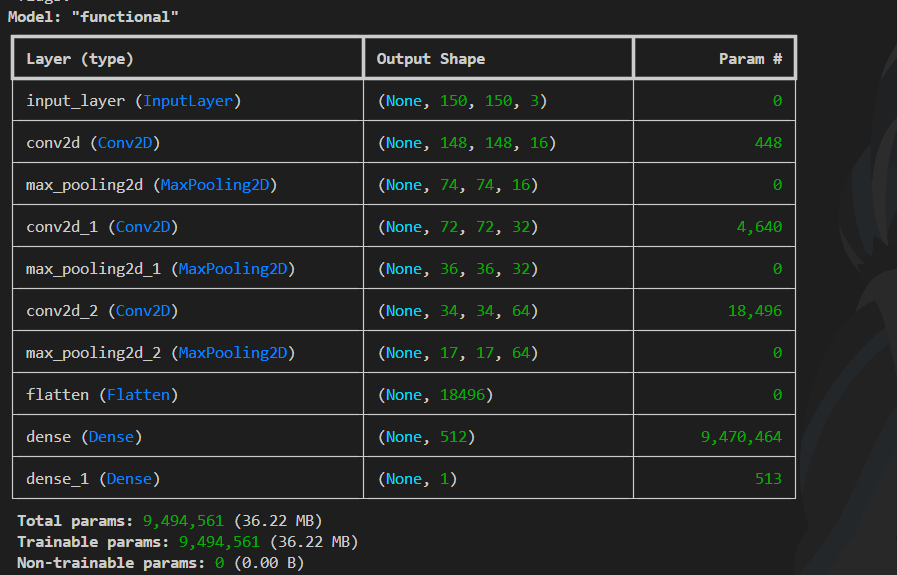 Model: "functional"
Layer (type) Output Shape Param #
input_layer (InputLayer) (None, 150, 150, 3) 0
conv2d (Conv2D) (None, 148, 148, 16) 448
max_pooling2d (MaxPooling2D) (None, 74, 74, 16) 0
conv2d_1 (Conv2D) (None, 72, 72, 32) 4,640
max_pooling2d_1 (MaxPooling2D) (None, 36, 36, 32) 0
conv2d_2 (Conv2D) (None, 34, 34, 64) 18,496
max_pooling2d_2 (MaxPooling2D) (None, 17, 17, 64) 0
flatten (Flatten) (None, 18496) 0
dense (Dense) (None, 512) 9,470,464
dense_1 (Dense) (None, 1) 513
Total params: 9,494,561 (36.22 MB)
Trainable params: 9,494,561 (36.22 MB)
Non-trainable params: 0 (0.00 B)